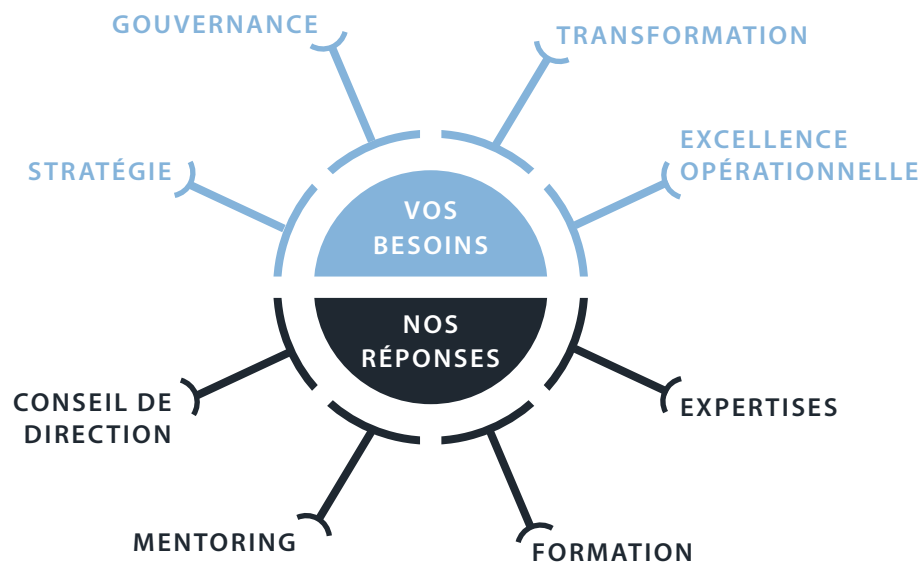 GOUVERNANCE
TRANSFORMATION
STRATÉGIE
EXCELLENCE
OPÉRATIONNELLE
VOS
BESOINS
NOS
RÉPONSES
CONSEIL DE
DIRECTION
EXPERTISES
MENTORING
FORMATION